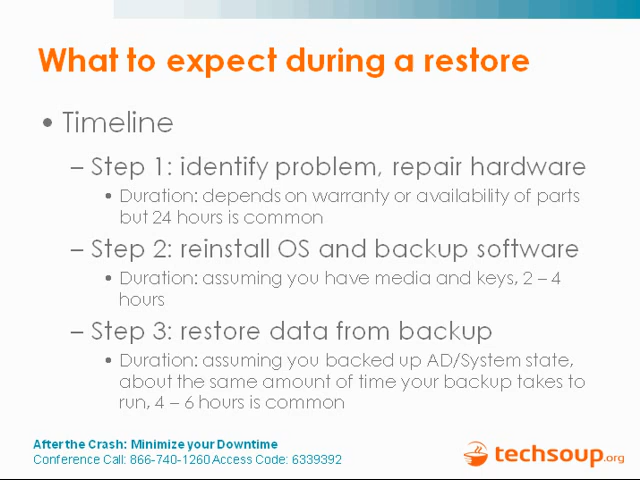 What to expect during a restore
• Timeline
– Step 1: identify problem, repair hardware
• Duration: depends on warranty or availability of parts
but 24 hours is common
– Step 2: reinstall OS and backup software
• Duration: assuming you have media and keys, 2 – 4
hours
– Step 3: restore data from backup
• Duration: assuming you backed up AD/System state,
about the same amount of time your backup takes to
run, 4 – 6 hours is common
After the Crash: Minimize your Downtime
Conference Call: 866-740-1260 Access Code: 6339392
techsoup.org